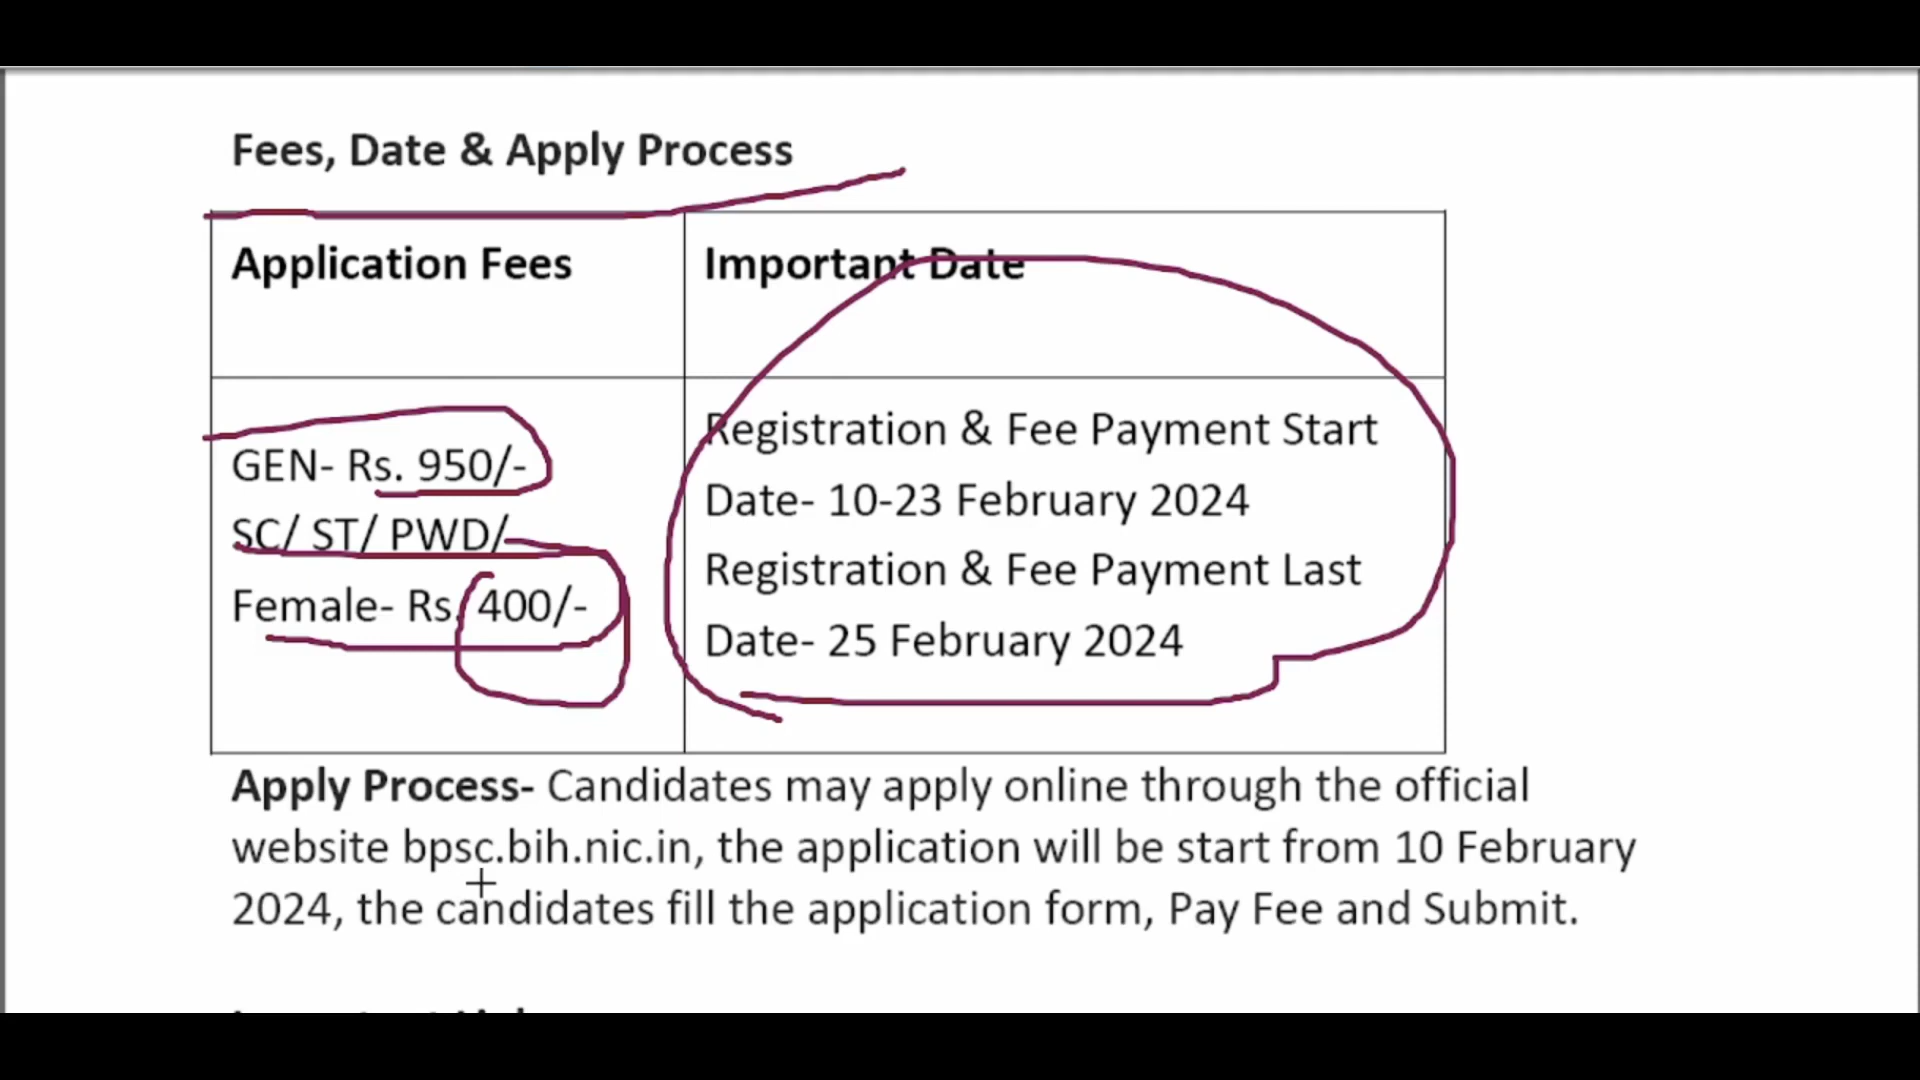 Fees, Date & Apply Process
Application Fees
Important Date
GEN- Rs. 950/-
SC/ ST/ PWD/
Female- Rs. 400/-
Registration & Fee Payment Start
Date- 10-23 February 2024
Registration & Fee Payment Last
Date- 25 February 2024
Apply Process- Candidates may apply online through the official
website bpsc.bih.nic.in, the application will be start from 10 February
2024, the candidates fill the application form, Pay Fee and Submit.